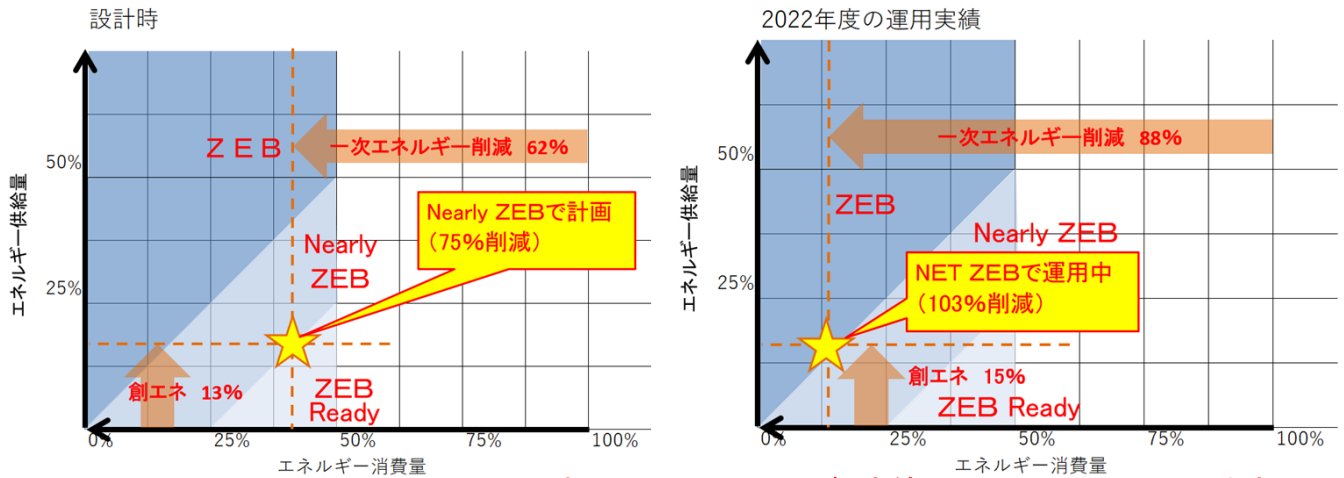 設計時
ZEB
一次エネルギー削減 62%
50%
Nearly ZEBで計画
(75%削減)
Nearly
ZEB
エネルギー供給量
25%
創エネ 13%
ZEB
Ready
0%
25%
50%
75%
100%
エネルギー消費量
2022年度の運用実績
一次エネルギー削減 88%
50%
ZEB
Nearly ZEB
NET ZEBで運用中
(103%削減)
エネルギー供給量
25%
創エネ 15%
ZEB Ready
0%
25%
50%
75%
100%
エネルギー消費量